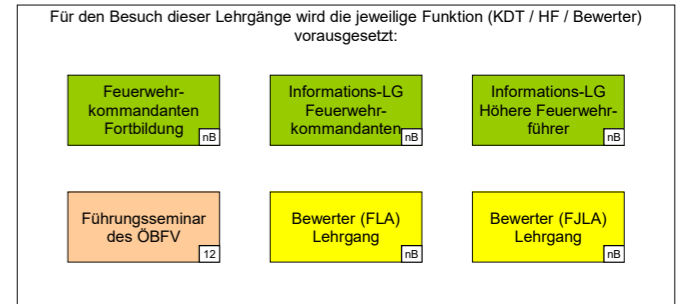 Für den Besuch dieser Lehrgänge wird die jeweilige Funktion (KDT / HF / Bewerter)
vorausgesetzt:
Feuerwehr-
kommandanten
Fortbildung
nB
Informations-LG
Feuerwehr-
kommandanten
nB
Informations-LG
Höhere Feuerwehr-
führer
nB
Führungsseminar
des ÖBFV
12
Bewerter (FLA)
Lehrgang
nB
Bewerter (FJLA)
Lehrgang
nB